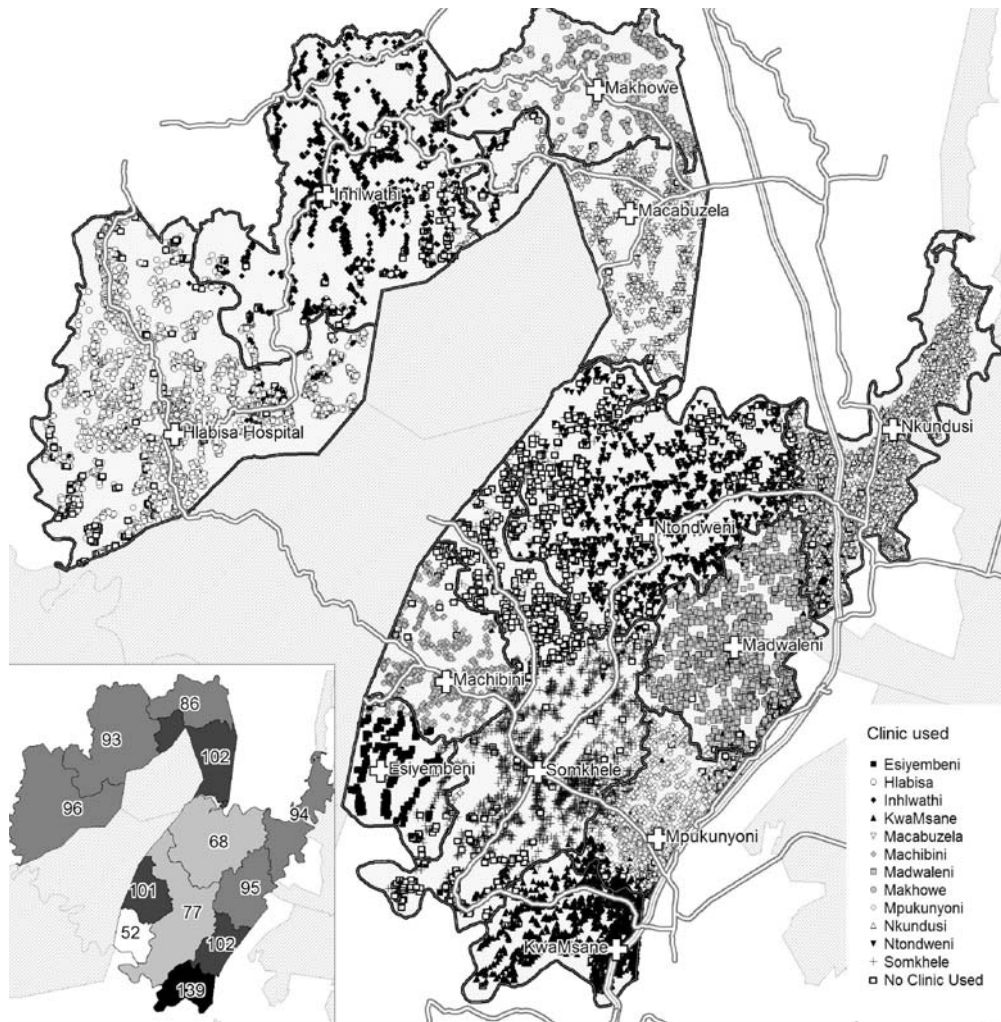 Makhowe
Inhlwathi
Macabuzela
Nkundusi
Hlabisa Hospital
Ntondweni
Madwaleni
Machibini
Esiyembeni
Somkhele
Mpukunyoni
KwaMsane
86
93
102
96
94
68
95
101
77
52
102
139
Clinic used
Esiyembeni
Hlabisa
Inhlwathi
KwaMsane
Macabuzela
Machibini
Madwaleni
Makhowe
Mpukunyoni
Nkundusi
Ntondweni
Somkhele
No Clinic Used